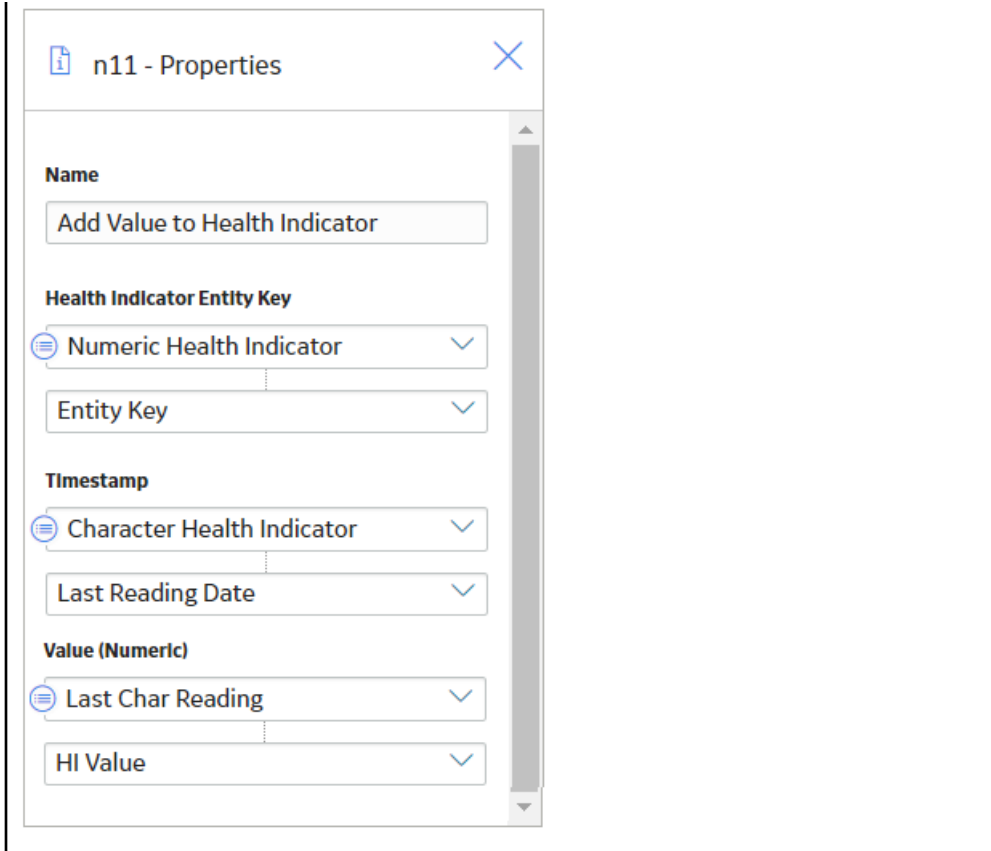 n11 - Properties
Name
Add Value to Health Indicator
Health Indicator Entity Key
Numeric Health Indicator
Entity Key
Timestamp
Character Health Indicator
Last Reading Date
Value (Numeric)
Last Char Reading
HI Value